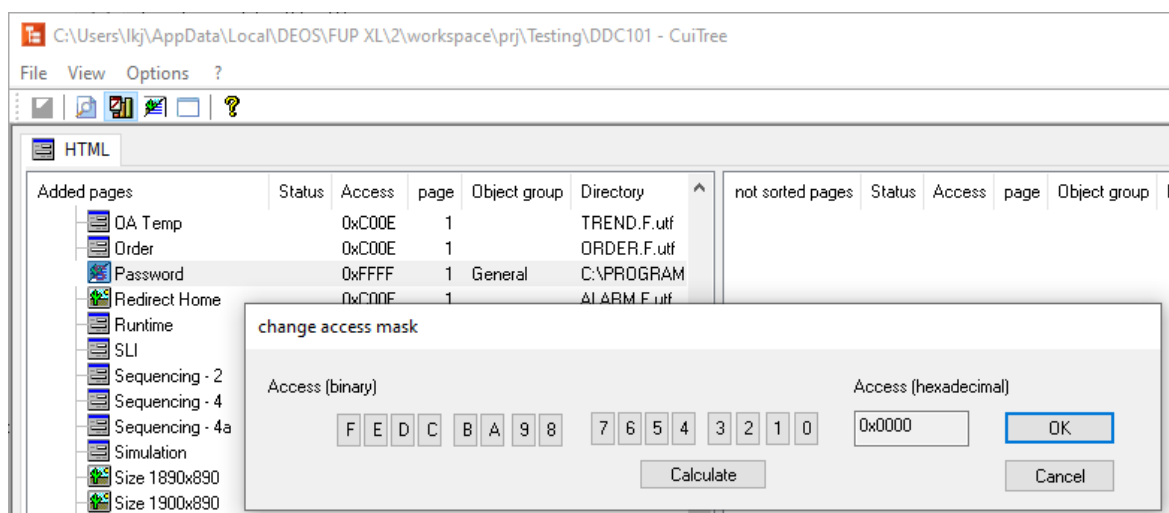 C:\Users\lkj\AppData\Local\DEOS\FUP XL\2\workspace\prj\Testing\DDC101 - CuiTree
File View Options ?
HTML
Added pages Status Access page Object group Directory
not sorted pages Status Access page Object group
OA Temp 0xC00E 1 TREND.F.utf
Order 0xC00E 1 ORDER.F.utf
Password 0xFFFF 1 General C:\PROGRAM
Redirect Home 0xC00E 1 ALARM.F.utf
Runtime
SLI
Sequencing - 2
Sequencing - 4
Sequencing - 4a
Simulation
Size 1890x890
Size 1900x890
change access mask
Access (binary) Access (hexadecimal)
F E D C B A 9 8 7 6 5 4 3 2 1 0 0x0000 OK
Calculate Cancel